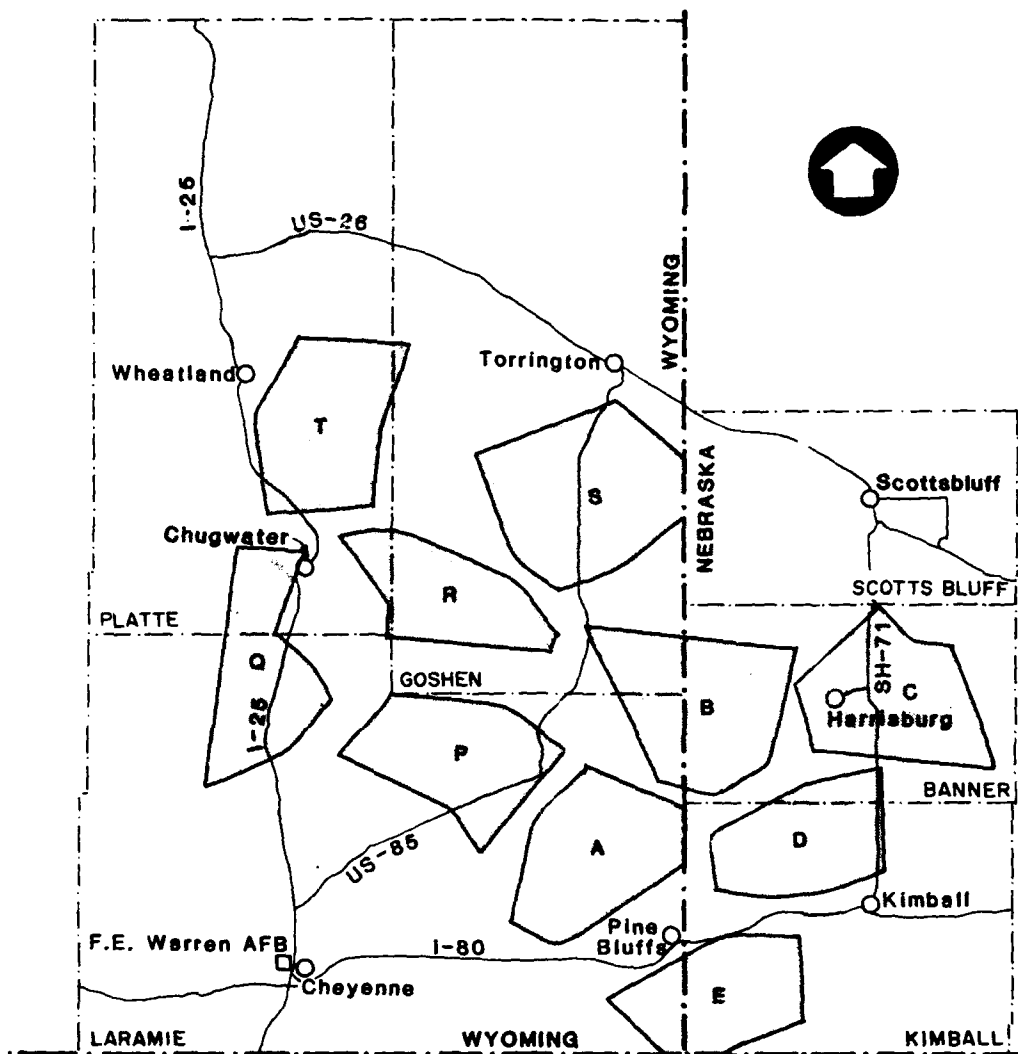 I-25
US-26
WYOMING
Wheatland
Torrington
T
NEBRASKA
Scottsbluff
S
Chugwater
SCOTTS BLUFF
R
PLATTE
SH-71
Q
GOSHEN
C
B
Harrisburg
I-25
P
BANNER
A
D
US-85
Kimball
Pine
Bluffs
F.E. Warren AFB
I-80
Cheyenne
E
LARAMIE
WYOMING
KIMBALL